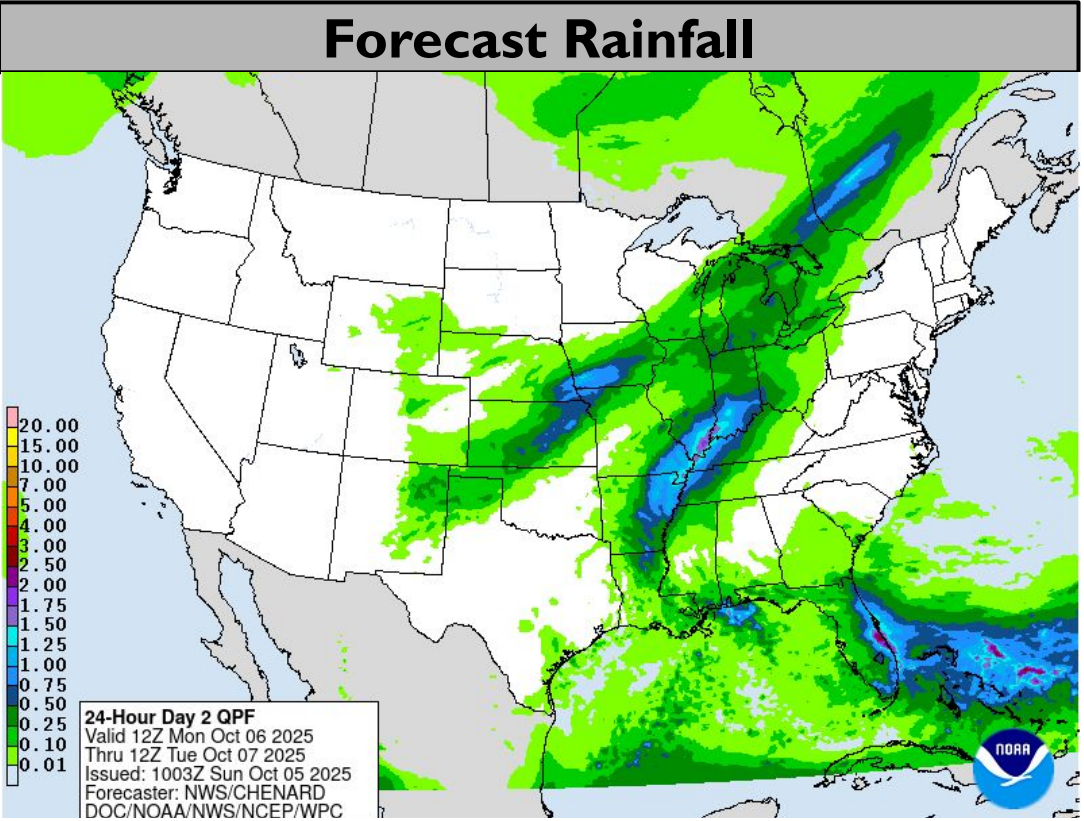 Forecast Rainfall
20.00
15.00
10.00
7.00
5.00
4.00
3.00
2.50
2.00
1.75
1.50
1.25
1.00
0.75
0.50
0.25
0.10
0.01
24-Hour Day 2 QPF
Valid 12Z Mon Oct 06 2025
Thru 12Z Tue Oct 07 2025
Issued: 1003Z Sun Oct 05 2025
Forecaster: NWS/CHENARD
DOC/NOAA/NWS/NCEP/WPC
NOAA